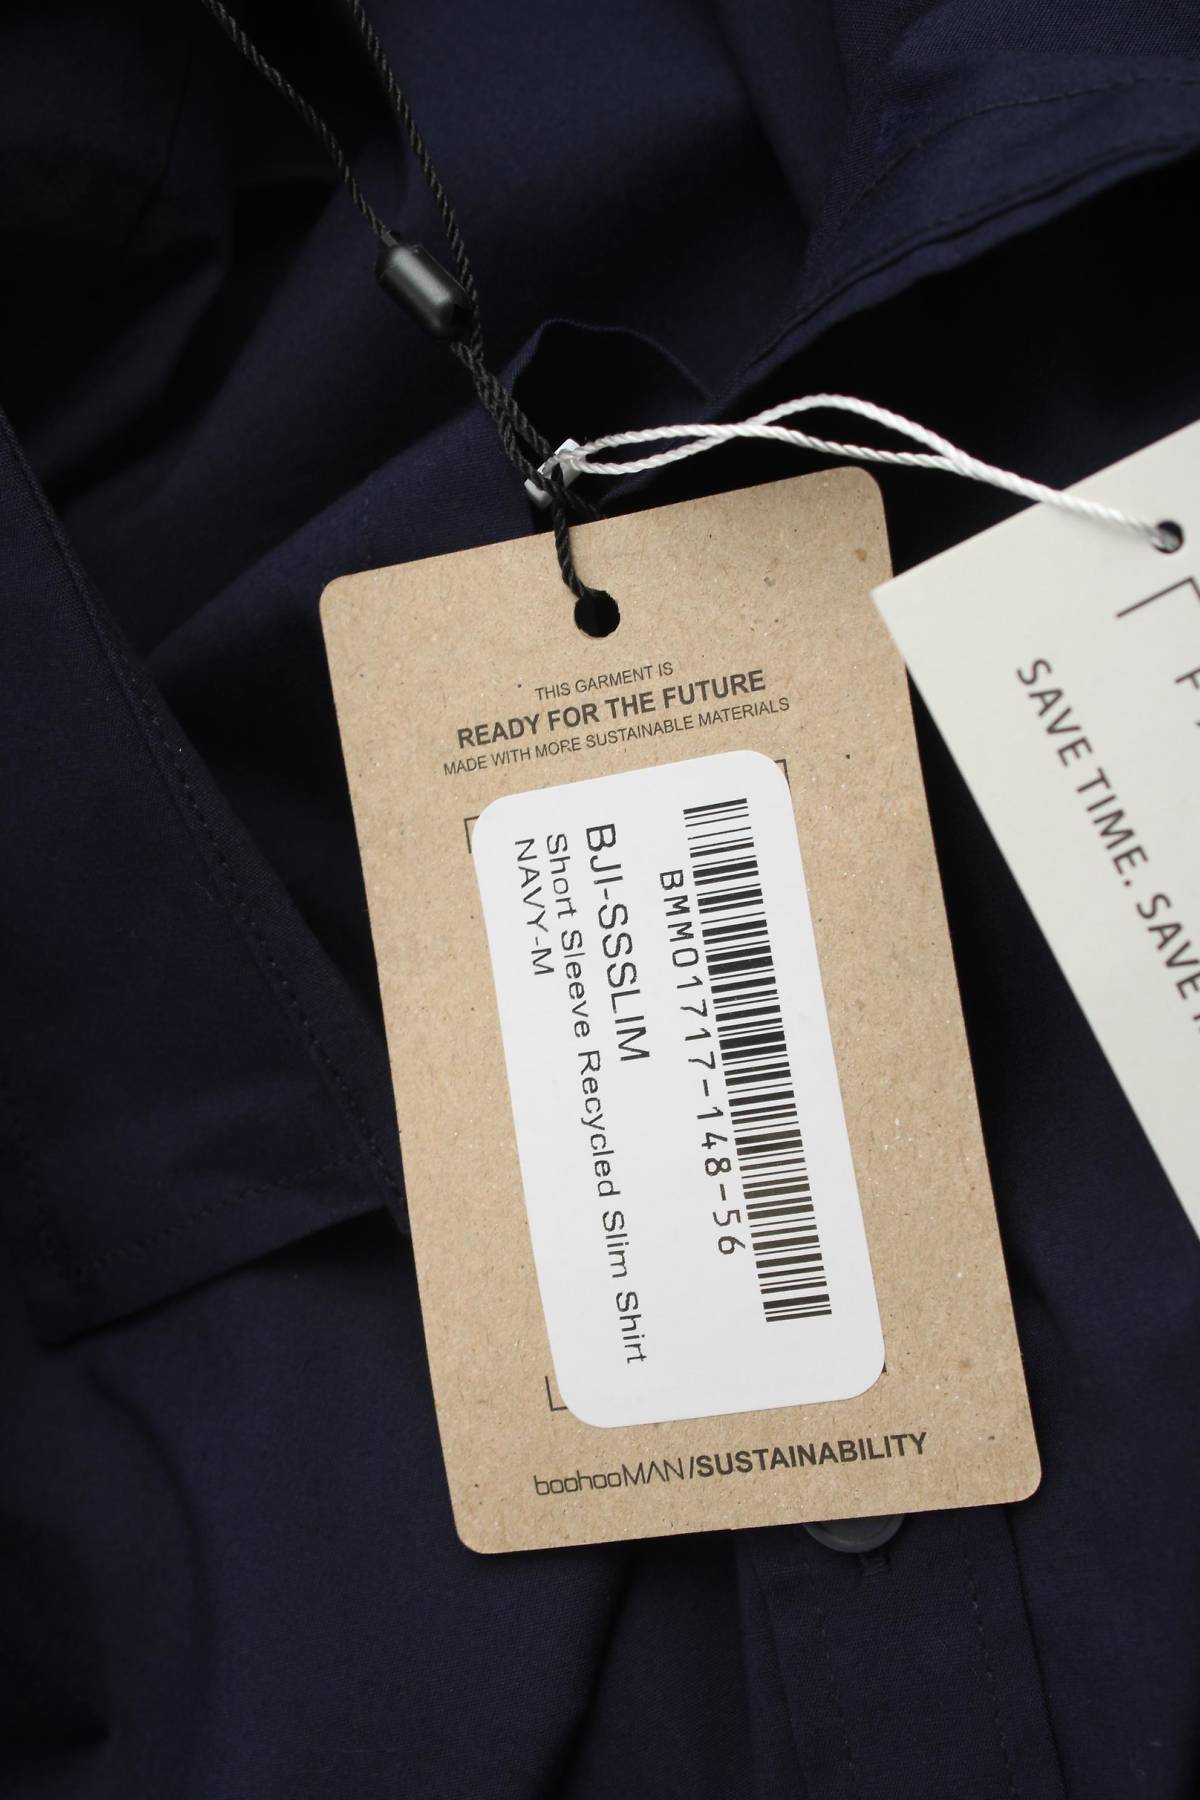 THIS GARMENT IS
READY FOR THE FUTURE
MADE WITH MORE SUSTAINABLE MATERIALS
BMM01717-148-56
BJI-SSSLIM
Short Sleeve Recycled Slim Shirt
NAVY-M
boohooMAN/SUSTAINABILITY
SAVE TIME. SAVE